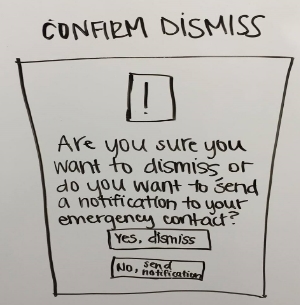 CONFIRM DISMISS
!
Are you sure you
want to dismiss or
do you want to send
a notification to your
emergency contact?
Yes, dismiss
No, send
notification